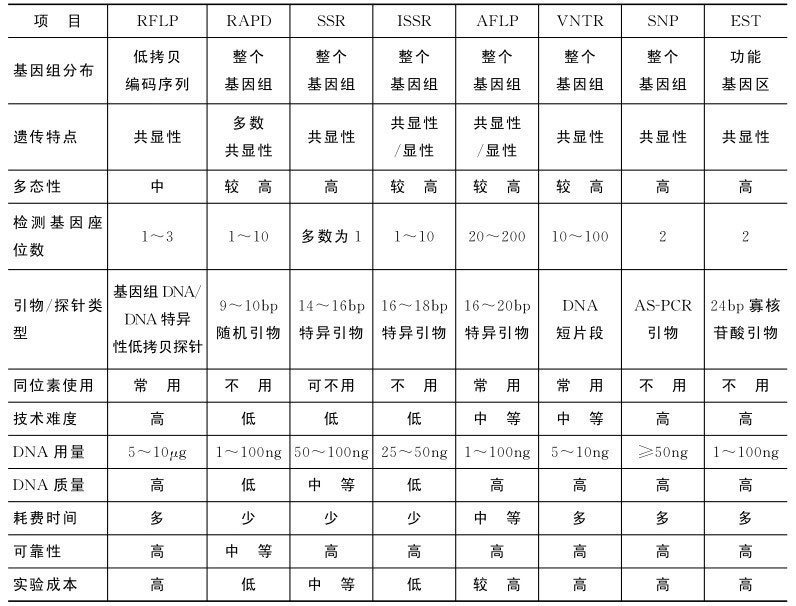 项 目 RFLP RAPD SSR ISSR AFLP VNTR SNP EST
基因组分布 低拷贝编码序列 整个基因组 整个基因组 整个基因组 整个基因组 整个基因组 整个基因组 功能基因区
遗传特点 共显性 多数共显性 共显性 共显性/显性 共显性/显性 共显性 共显性 共显性
多态性 中 较 高 高 较 高 较 高 较 高 高 高
检测基因座位数 1～3 1～10 多数为1 1～10 20～200 10～100 2 2
引物/探针类型 基因组DNA/DNA特异性低拷贝探针 9～10bp随机引物 14～16bp特异引物 16～18bp特异引物 16～20bp特异引物 DNA短片段 AS-PCR引物 24bp寡核苷酸引物
同位素使用 常 用 不 用 可不用 不 用 常 用 常 用 不 用 不 用
技术难度 高 低 低 低 中 等 中 等 高 高
DNA用量 5～10μg 1～100ng 50～100ng 25～50ng 1～100ng 5～10ng ⩾50ng 1～100ng
DNA质量 高 低 中 等 低 高 高 高 高
耗费时间 多 少 少 少 中 等 多 多 多
可靠性 高 中 等 高 高 高 高 高 高
实验成本 高 低 中 等 低 较 高 高 高 高